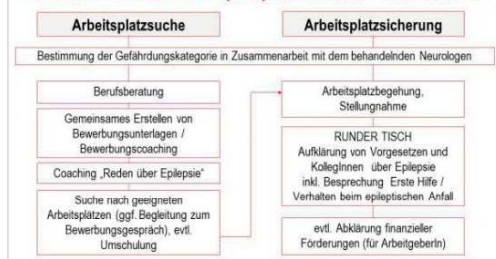 Arbeitsplatzsuche
Arbeitsplatzsicherung
Bestimmung der Gefährdungskategorie in Zusammenarbeit mit dem behandelnden Neurologen
Berufsberatung
Gemeinsames Erstellen von
Bewerbungsunterlagen /
Bewerbungscoaching
Coaching „Reden über Epilepsie“
Suche nach geeigneten
Arbeitsplätzen (ggf. Begleitung zum
Bewerbungsgespräch), evtl.
Umschulung
Arbeitsplatzbegehung,
Stellungnahme
RUNDER TISCH
Aufklärung von Vorgesetzten und
KollegInnen über Epilepsie
inkl. Besprechung Erste Hilfe /
Verhalten beim epileptischen Anfall
evtl. Abklärung finanzieller
Förderungen (für ArbeitgeberIn)